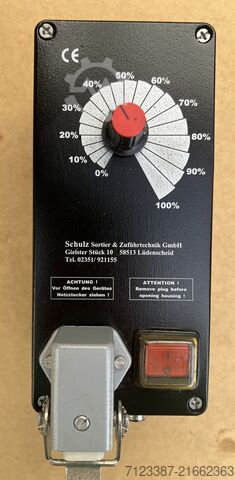 CE
0%
10%
20%
30%
40%
50%
60%
70%
80%
90%
100%
Schulz Sortier & Zuführtechnik GmbH
Gielster Stück 10 58513 Lüdenscheid
Tel. 02351/ 921155
ACHTUNG !
Vor Öffnen des Gerätes
Netzstecker ziehen !
ATTENTION !
Remove plug before
opening housing !
7123387-21662363